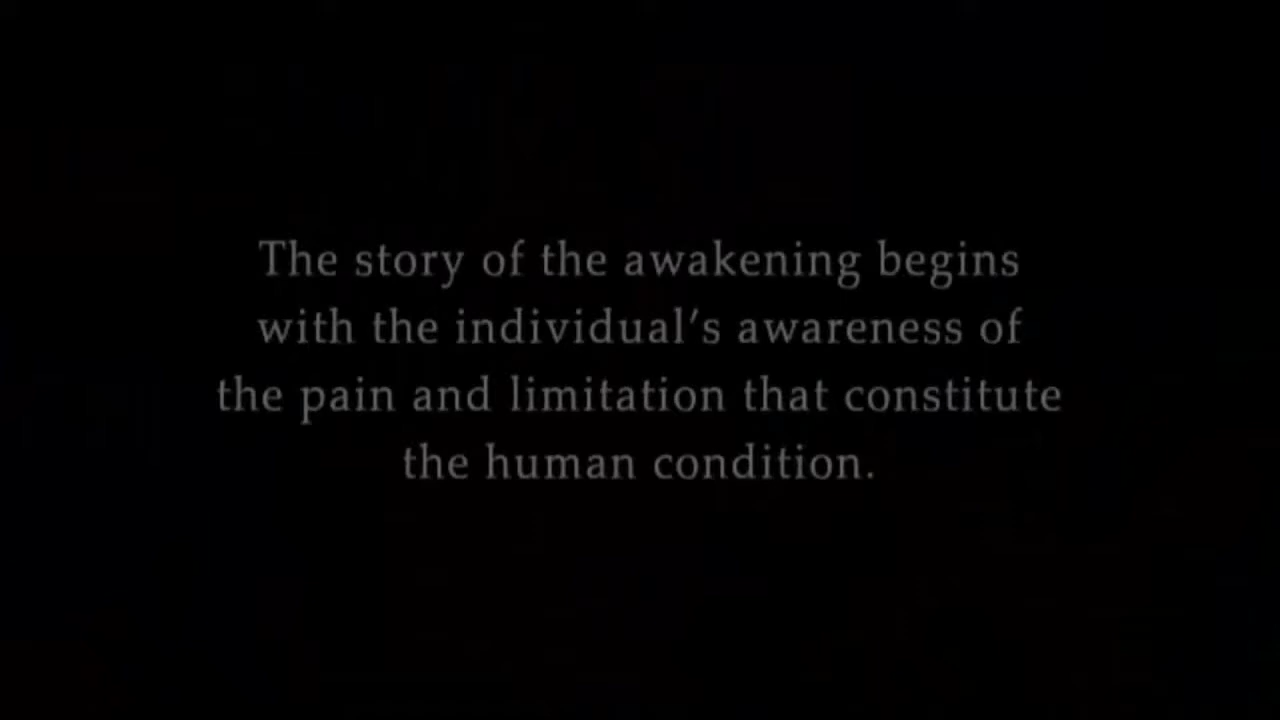 The story of the awakening begins
with the individual’s awareness of
the pain and limitation that constitute
the human condition.